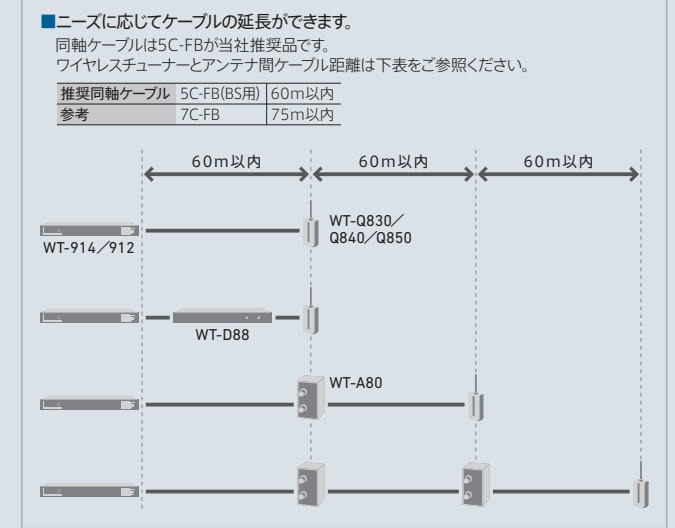 ■ニーズに応じてケーブルの延長ができます。
同軸ケーブルは5C-FBが当社推奨品です。
ワイヤレスチューナーとアンテナ間ケーブル距離は下表をご参照ください。
推奨同軸ケーブル 5C-FB(BS用) 60m以内
参考 7C-FB 75m以内
60m以内 60m以内 60m以内
WT-914／912
WT-Q830／
Q840／Q850
WT-D88
WT-A80